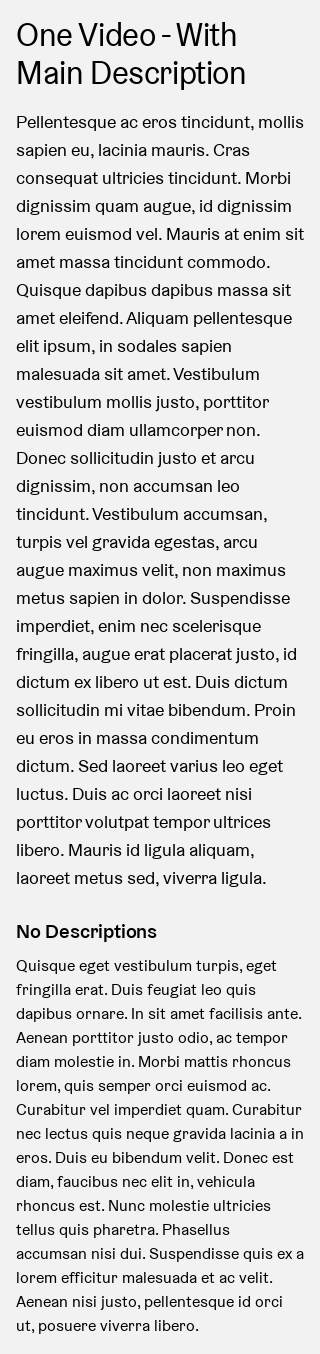 One Video - With
Main Description
Pellentesque ac eros tincidunt, mollis
sapien eu, lacinia mauris. Cras
consequat ultricies tincidunt. Morbi
dignissim quam augue, id dignissim
lorem euismod vel. Mauris at enim sit
amet massa tincidunt commodo.
Quisque dapibus dapibus massa sit
amet eleifend. Aliquam pellentesque
elit ipsum, in sodales sapien
malesuada sit amet. Vestibulum
vestibulum mollis justo, porttitor
euismod diam ullamcorper non.
Donec sollicitudin justo et arcu
dignissim, non accumsan leo
tincidunt. Vestibulum accumsan,
turpis vel gravida egestas, arcu
augue maximus velit, non maximus
metus sapien in dolor. Suspendisse
imperdiet, enim nec scelerisque
fringilla, augue erat placerat justo, id
dictum ex libero ut est. Duis dictum
sollicitudin mi vitae bibendum. Proin
eu eros in massa condimentum
dictum. Sed laoreet varius leo eget
luctus. Duis ac orci laoreet nisi
porttitor volutpat tempor ultrices
libero. Mauris id ligula aliquam,
laoreet metus sed, viverra ligula.
No Descriptions
Quisque eget vestibulum turpis, eget
fringilla erat. Duis feugiat leo quis
dapibus ornare. In sit amet facilisis ante.
Aenean porttitor justo odio, ac tempor
diam molestie in. Morbi mattis rhoncus
lorem, quis semper orci euismod ac.
Curabitur vel imperdiet quam. Curabitur
nec lectus quis neque gravida lacinia a in
eros. Duis eu bibendum velit. Donec est
diam, faucibus nec elit in, vehicula
rhoncus est. Nunc molestie ultricies
tellus quis pharetra. Phasellus
accumsan nisi dui. Suspendisse quis ex a
lorem efficitur malesuada et ac velit.
Aenean nisi justo, pellentesque id orci
ut, posuere viverra libero.